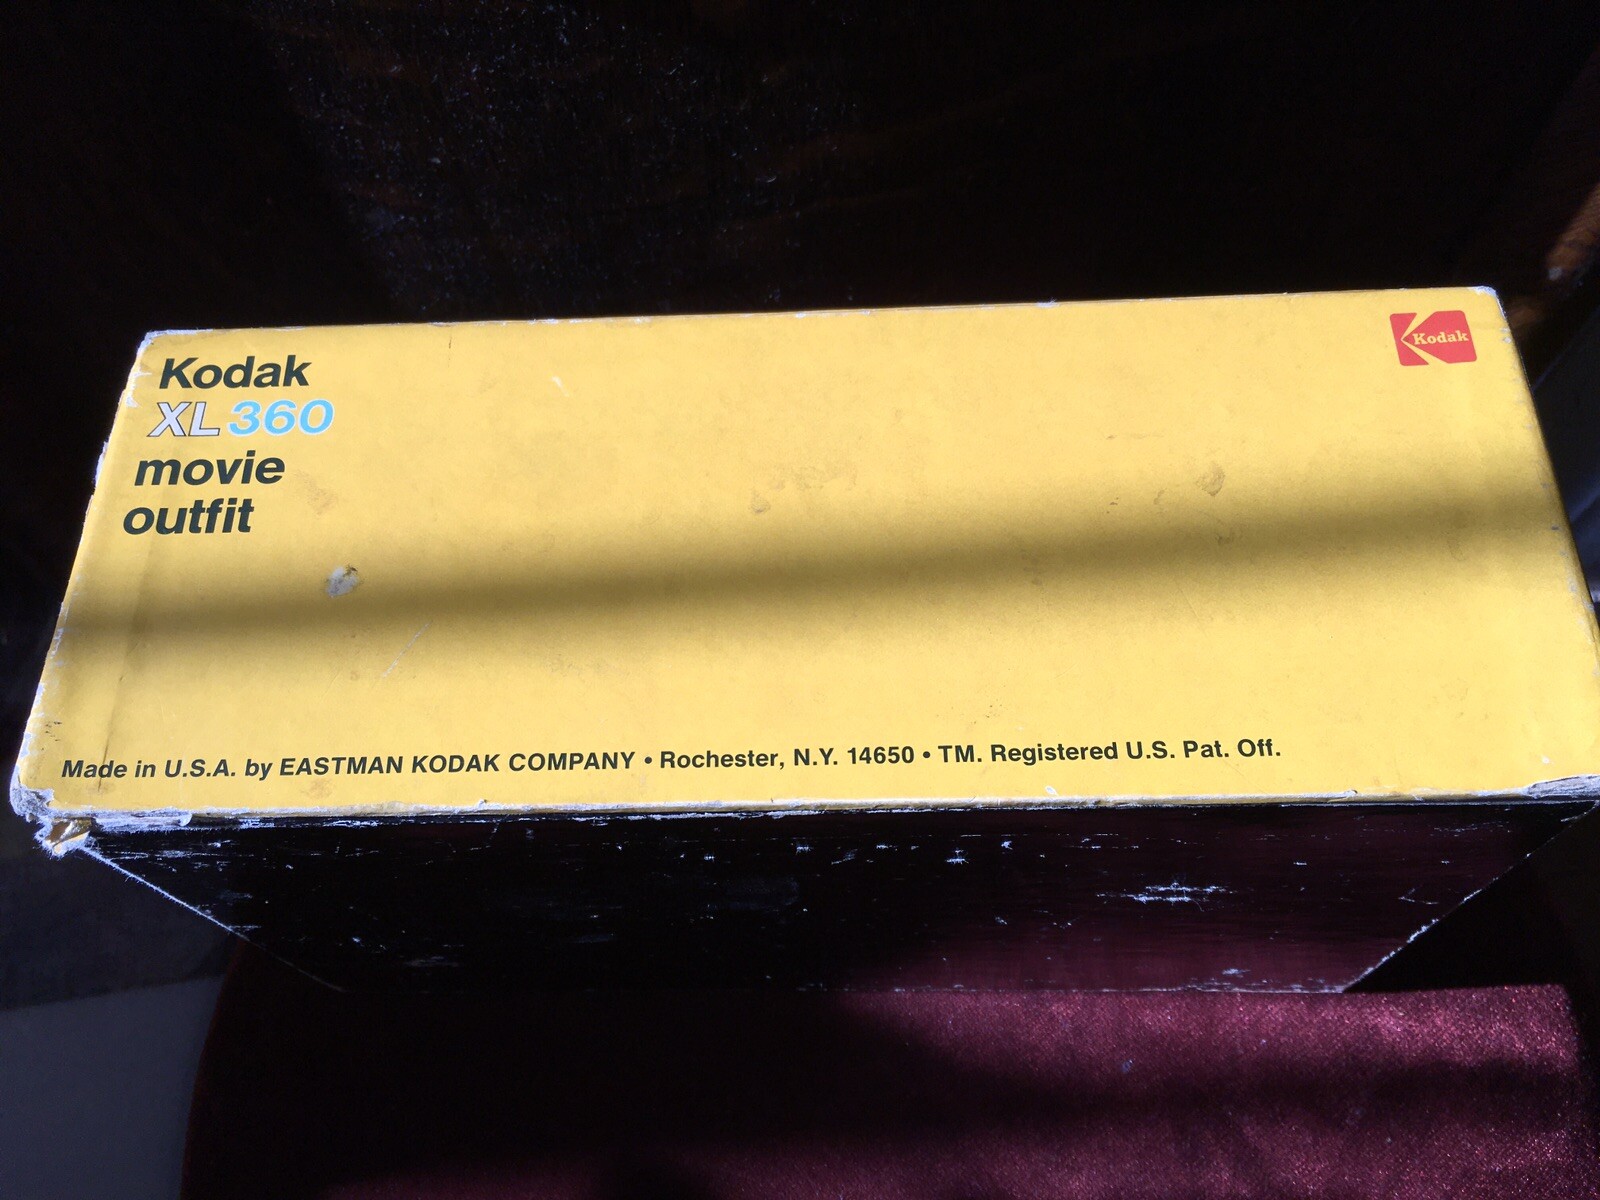 Kodak
XL 360
movie
outfit
Kodak
Made in U.S.A. by EASTMAN KODAK COMPANY • Rochester, N.Y. 14650 • TM. Registered U.S. Pat. Off.